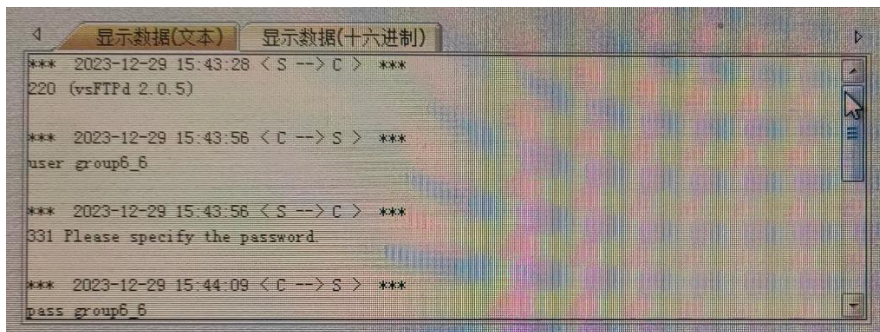 显示数据(文本) 显示数据(十六进制)
*** 2023-12-29 15:43:28 < S --> C > ***
220 (vsFTPd 2.0.5)
*** 2023-12-29 15:43:56 < C --> S > ***
user group6_6
*** 2023-12-29 15:43:56 < S --> C > ***
331 Please specify the password.
*** 2023-12-29 15:44:09 < C --> S > ***
pass group6_6